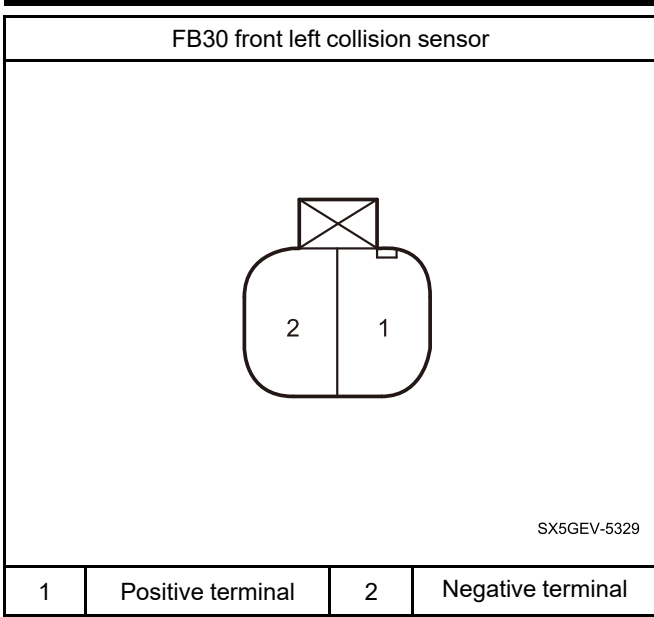 FB30 front left collision sensor
2 1
SX5GEV-5329
1 Positive terminal 2 Negative terminal